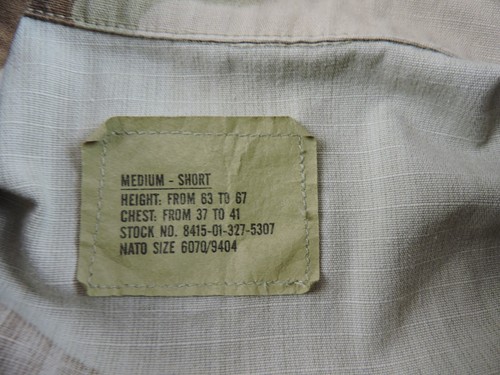 MEDIUM - SHORT
HEIGHT: FROM 63 TO 67
CHEST: FROM 37 TO 41
STOCK NO. 8415-01-327-5307
NATO SIZE 6070/9404